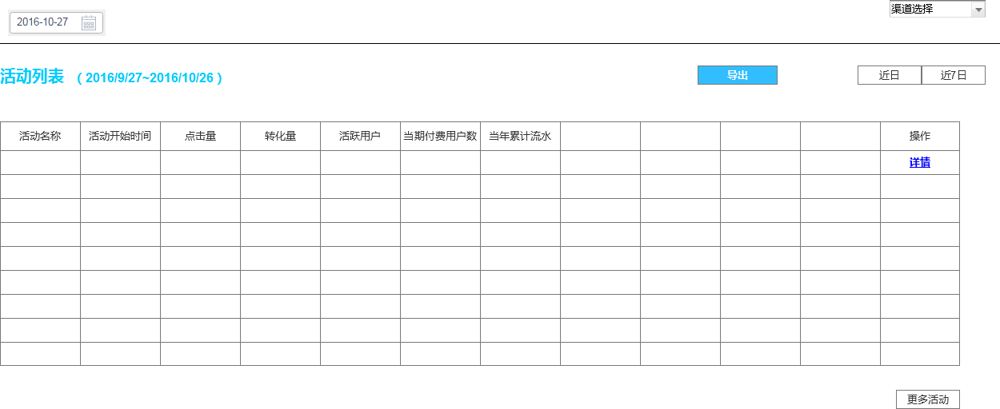 渠道选择
2016-10-27
活动列表 （2016/9/27~2016/10/26）
导出
近日 近7日
活动名称 活动开始时间 点击量 转化量 活跃用户 当期付费用户数 当年累计流水 操作
详情
更多活动